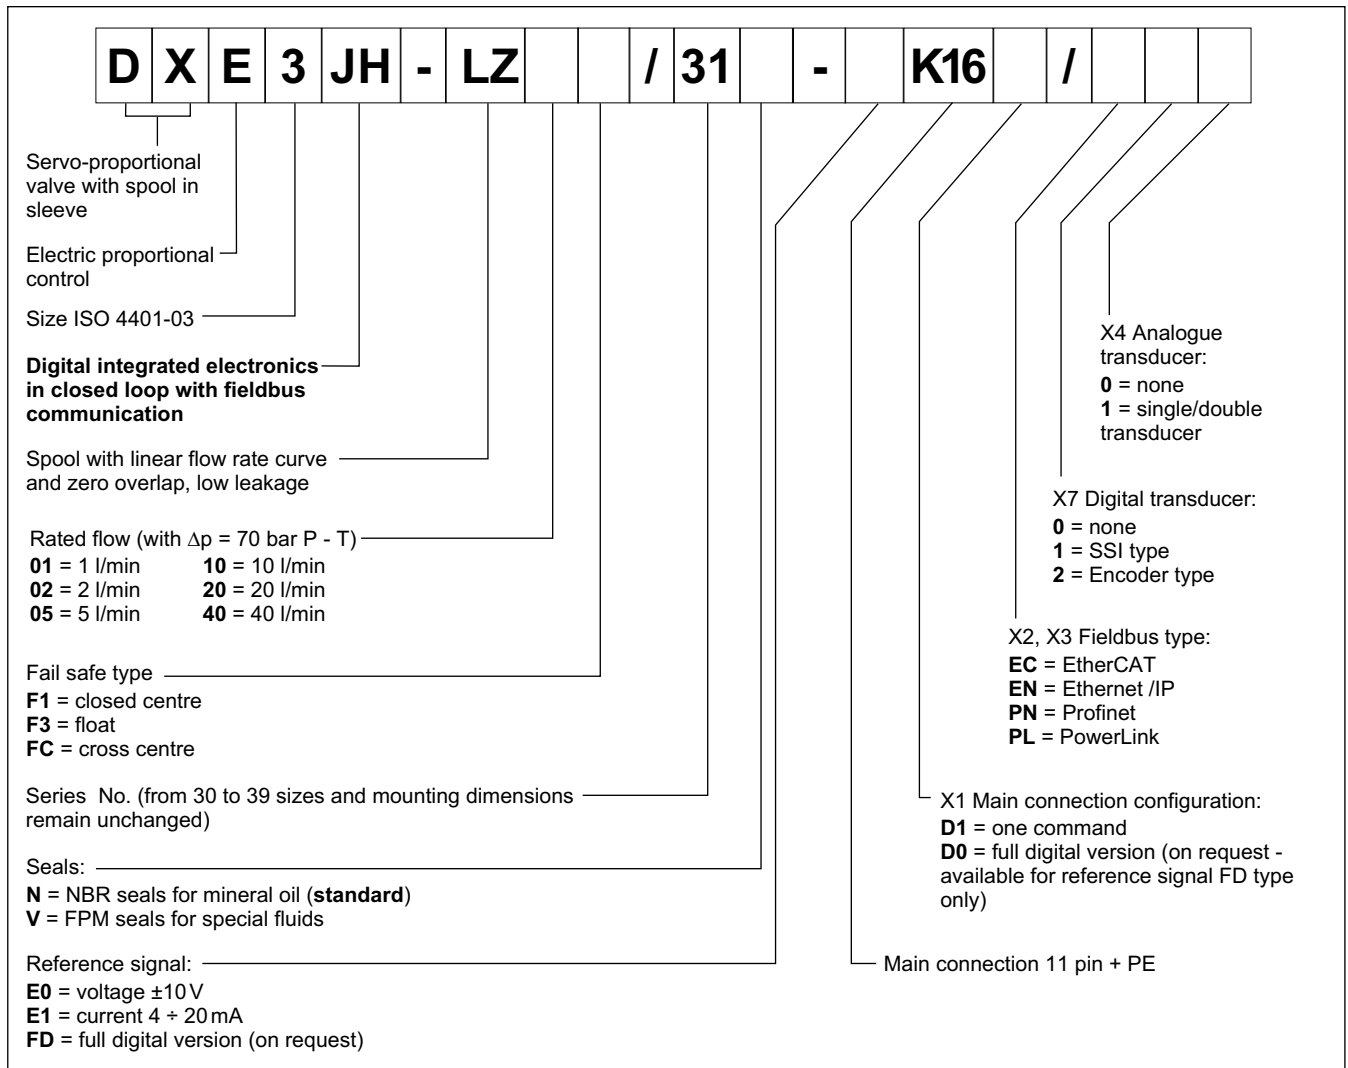 D X E 3 JH - LZ / 31 - K16 /
Servo-proportional
valve with spool in
sleeve
Electric proportional
control
Size ISO 4401-03
Digital integrated electronics
in closed loop with fieldbus
communication
Spool with linear flow rate curve
and zero overlap, low leakage
Rated flow (with Δp = 70 bar P - T)
01 = 1 l/min 10 = 10 l/min
02 = 2 l/min 20 = 20 l/min
05 = 5 l/min 40 = 40 l/min
Fail safe type
F1 = closed centre
F3 = float
FC = cross centre
Series No. (from 30 to 39 sizes and mounting dimensions
remain unchanged)
Seals:
N = NBR seals for mineral oil (standard)
V = FPM seals for special fluids
Reference signal:
E0 = voltage ±10 V
E1 = current 4 ÷ 20 mA
FD = full digital version (on request)
Main connection 11 pin + PE
X1 Main connection configuration:
D1 = one command
D0 = full digital version (on request -
available for reference signal FD type
only)
X2, X3 Fieldbus type:
EC = EtherCAT
EN = Ethernet /IP
PN = Profinet
PL = PowerLink
X7 Digital transducer:
0 = none
1 = SSI type
2 = Encoder type
X4 Analogue
transducer:
0 = none
1 = single/double
transducer